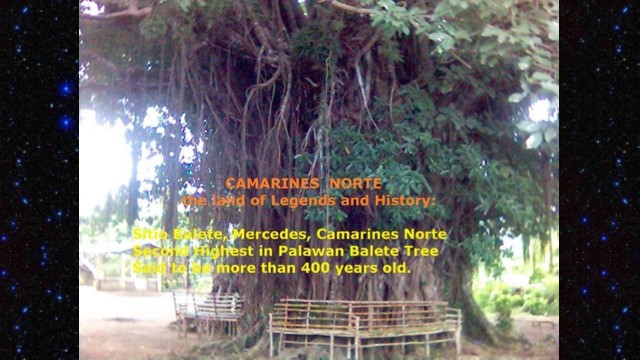 CAMARINES NORTE
the land of Legends and History:
Sitio Balete, Mercedes, Camarines Norte
Second Highest in Palawan Balete Tree
Said to be more than 400 years old.